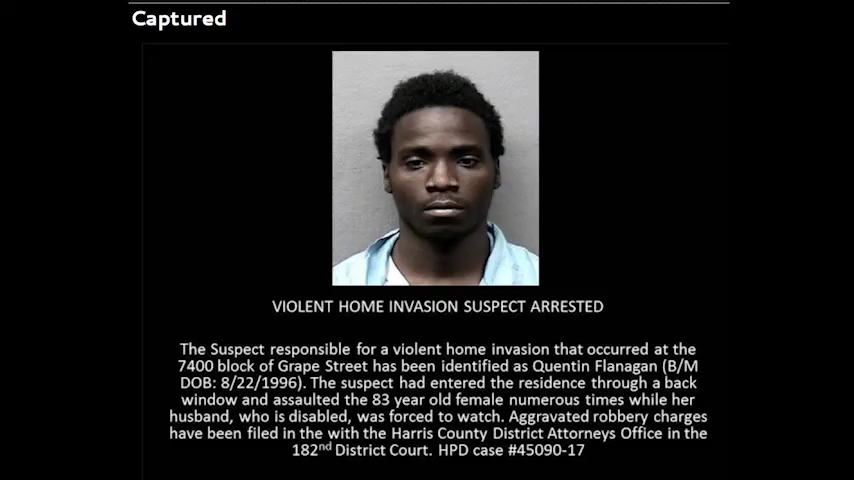 Captured
VIOLENT HOME INVASION SUSPECT ARRESTED
The Suspect responsible for a violent home invasion that occurred at the
7400 block of Grape Street has been identified as Quentin Flanagan (B/M
DOB: 8/22/1996). The suspect had entered the residence through a back
window and assaulted the 83 year old female numerous times while her
husband, who is disabled, was forced to watch. Aggravated robbery charges
have been filed in the with the Harris County District Attorneys Office in the
182nd District Court. HPD case #45090-17